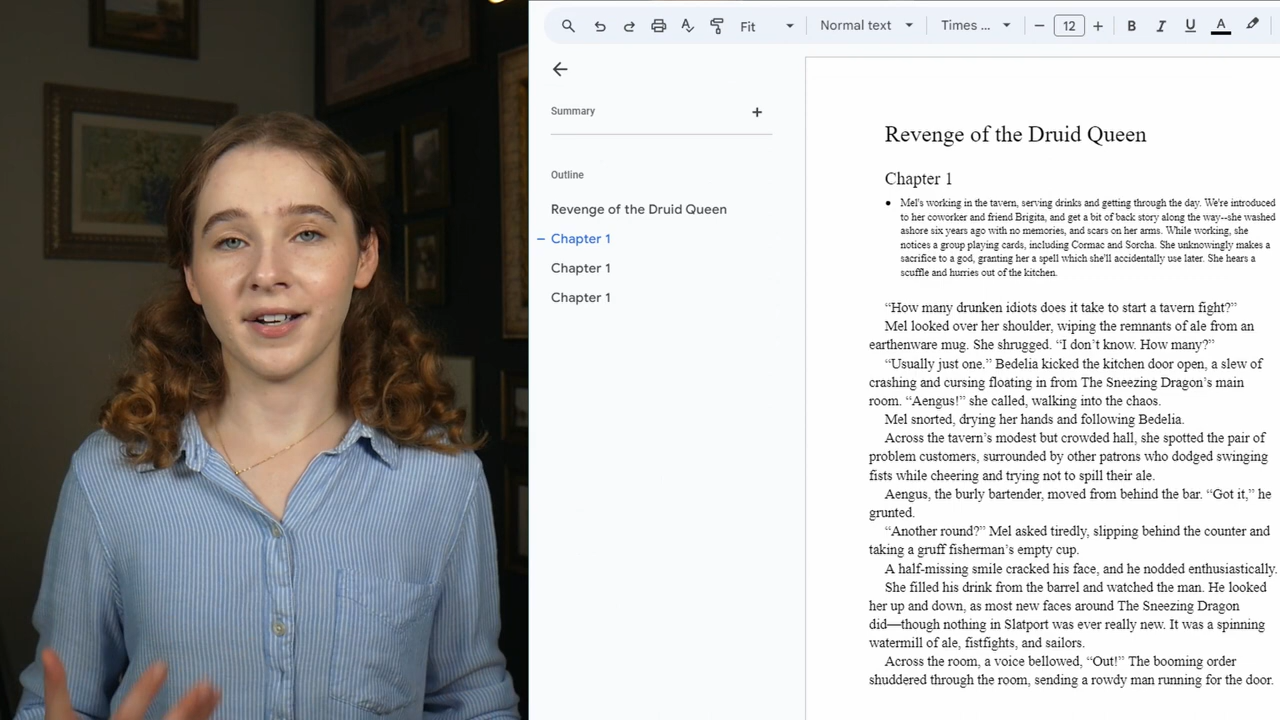 Fit
Normal text
Times ...
12
B
I
U
A
Summary
Outline
Revenge of the Druid Queen
Chapter 1
Chapter 1
Chapter 1
Revenge of the Druid Queen
Chapter 1
Mel's working in the tavern, serving drinks and getting through the day. We're introduced
to her coworker and friend Brigita, and get a bit of back story along the way--she washed
ashore six years ago with no memories, and scars on her arms. While working, she
notices a group playing cards, including Cormac and Sorcha. She unknowingly makes a
sacrifice to a god, granting her a spell which she'll accidentally use later. She hears a
scuffle and hurries out of the kitchen.
“How many drunken idiots does it take to start a tavern fight?”
Mel looked over her shoulder, wiping the remnants of ale from an
earthenware mug. She shrugged. “I don’t know. How many?”
“Usually just one.” Bedelia kicked the kitchen door open, a slew of
crashing and cursing floating in from The Sneezing Dragon’s main
room. “Aengus!” she called, walking into the chaos.
Mel snorted, drying her hands and following Bedelia.
Across the tavern’s modest but crowded hall, she spotted the pair of
problem customers, surrounded by other patrons who dodged swinging
fists while cheering and trying not to spill their ale.
Aengus, the burly bartender, moved from behind the bar. “Got it,” he
grunted.
“Another round?” Mel asked tiredly, slipping behind the counter and
taking a gruff fisherman’s empty cup.
A half-missing smile cracked his face, and he nodded enthusiastically.
She filled his drink from the barrel and watched the man. He looked
her up and down, as most new faces around The Sneezing Dragon
did—though nothing in Slatport was ever really new. It was a spinning
watermill of ale, fistfights, and sailors.
Across the room, a voice bellowed, “Out!” The booming order
shuddered through the room, sending a rowdy man running for the door.